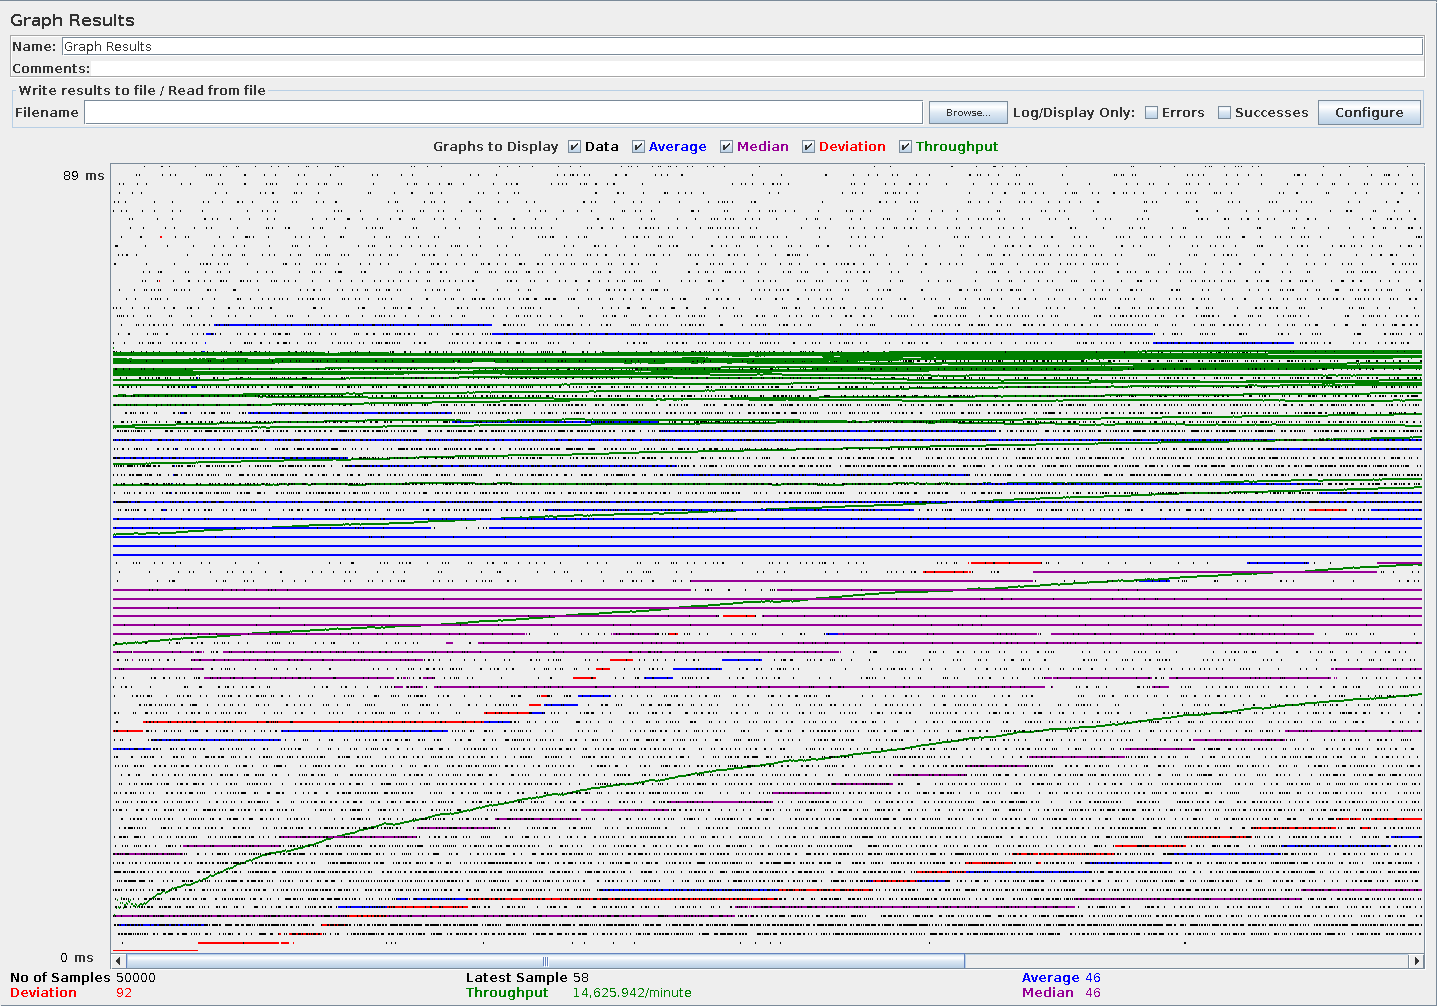 Graph Results
Name: Graph Results
Comments:
Write results to file / Read from file
Filename Browse... Log/Display Only: Errors Successes Configure
Graphs to Display Data Average Median Deviation Throughput
89 ms
0 ms
No of Samples 50000 Latest Sample 58 Average 46
Deviation 92 Throughput 14,625.942/minute Median 46